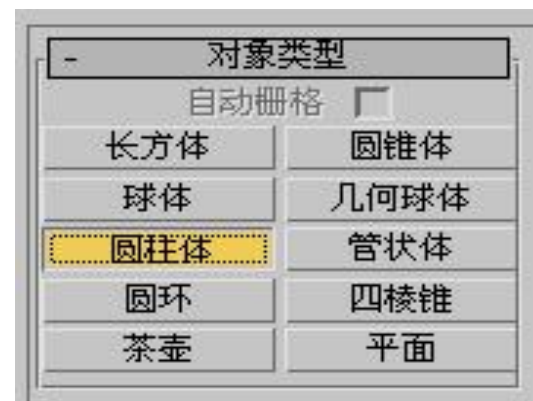 - 对象类型
自动栅格
长方体 圆锥体
球体 几何球体
圆柱体 管状体
圆环 四棱锥
茶壶 平面